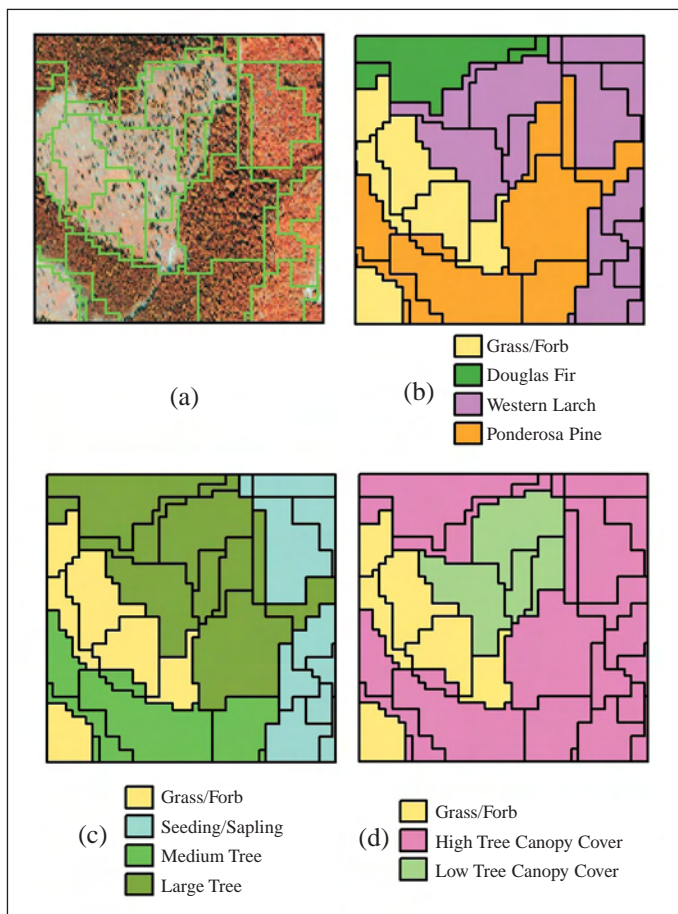 (a)
(b)
Grass/Forb
Douglas Fir
Western Larch
Ponderosa Pine
(c)
Grass/Forb
Seeding/Sapling
Medium Tree
Large Tree
(d)
Grass/Forb
High Tree Canopy Cover
Low Tree Canopy Cover